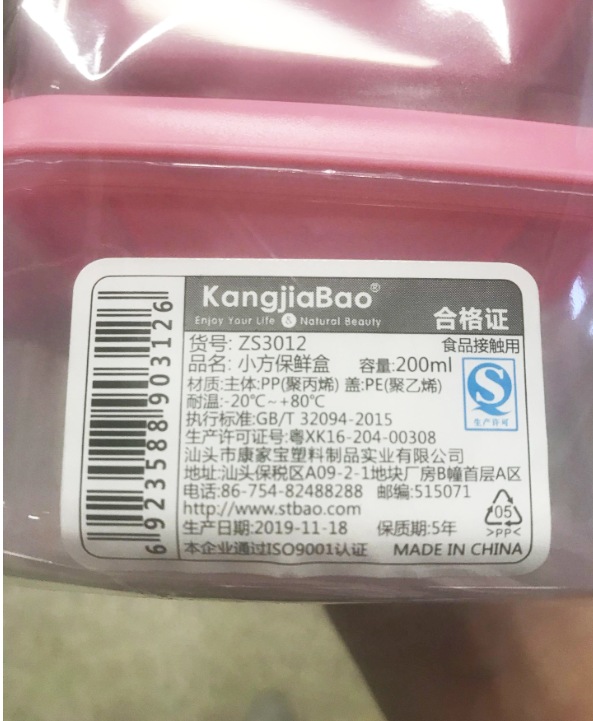 KangjiaBao®
Enjoy Your Life & Natural Beauty
合格证
货号: ZS3012
食品接触用
品名: 小方保鲜盒 容量:200ml
材质:主体:PP(聚丙烯) 盖:PE(聚乙烯)
耐温:-20℃~+80℃
执行标准:GB/T 32094-2015
生产许可证号:粤XK16-204-00308
汕头市康家宝塑料制品实业有限公司
地址:汕头保税区A09-2-1地块厂房B幢首层A区
电话:86-754-82488288 邮编:515071
http://www.stbao.com
生产日期:2019-11-18 保质期:5年
本企业通过ISO9001认证 MADE IN CHINA
S
生产许可
05
>PP<
6923588903126